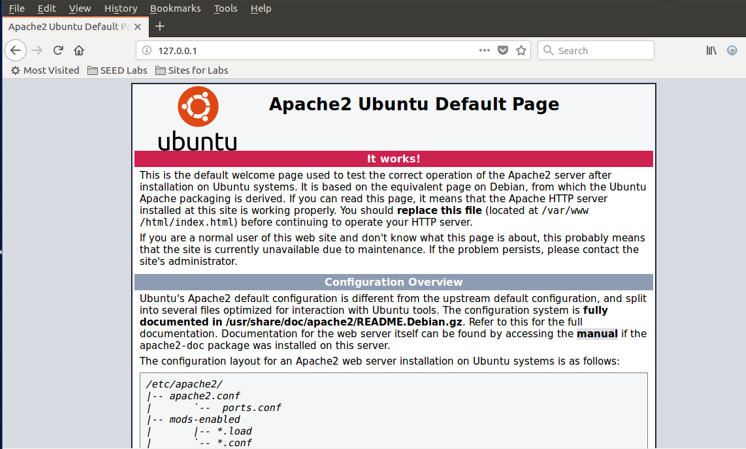 File Edit View History Bookmarks Tools Help
Apache2 Ubuntu Default P
127.0.0.1
Search
Most Visited SEED Labs Sites for Labs
ubuntu
Apache2 Ubuntu Default Page
It works!
This is the default welcome page used to test the correct operation of the Apache2 server after
installation on Ubuntu systems. It is based on the equivalent page on Debian, from which the Ubuntu
Apache packaging is derived. If you can read this page, it means that the Apache HTTP server
installed at this site is working properly. You should replace this file (located at /var/www
/html/index.html) before continuing to operate your HTTP server.
If you are a normal user of this web site and don't know what this page is about, this probably means
that the site is currently unavailable due to maintenance. If the problem persists, please contact the
site's administrator.
Configuration Overview
Ubuntu's Apache2 default configuration is different from the upstream default configuration, and split
into several files optimized for interaction with Ubuntu tools. The configuration system is fully
documented in /usr/share/doc/apache2/README.Debian.gz. Refer to this for the full
documentation. Documentation for the web server itself can be found by accessing the manual if the
apache2-doc package was installed on this server.
The configuration layout for an Apache2 web server installation on Ubuntu systems is as follows:
/etc/apache2/
|-- apache2.conf
|       `--  ports.conf
|-- mods-enabled
|       |-- *.load
|       `-- *.conf